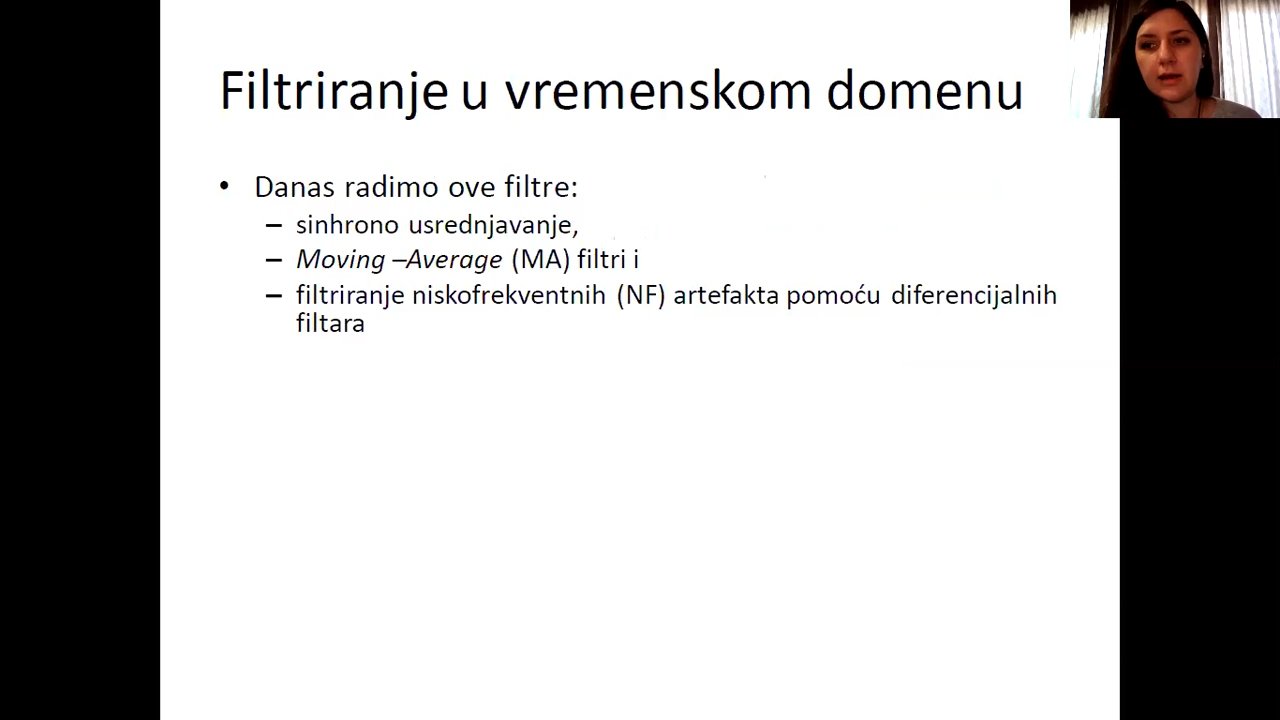 Filtriranje u vremenskom domenu
• Danas radimo ove filtre:
– sinhrono usrednjavanje,
– Moving –Average (MA) filtri i
– filtriranje niskofrekventnih (NF) artefakta pomoću diferencijalnih
filtara